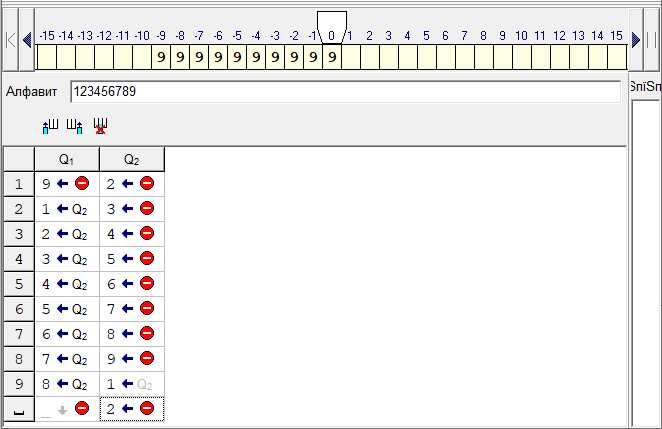 -15 -14 -13 -12 -11 -10 -9 -8 -7 -6 -5 -4 -3 -2 -1 0 1 2 3 4 5 6 7 8 9 10 11 12 13 14 15
9 9 9 9 9 9 9 9 9 9
Алфавит 123456789
Q1 Q2
1 9 ← 2 ←
2 1 ← Q2 3 ←
3 2 ← Q2 4 ←
4 3 ← Q2 5 ←
5 4 ← Q2 6 ←
6 5 ← Q2 7 ←
7 6 ← Q2 8 ←
8 7 ← Q2 9 ←
9 8 ← Q2 1 ← Q2
␣ _ ↓ 2 ←